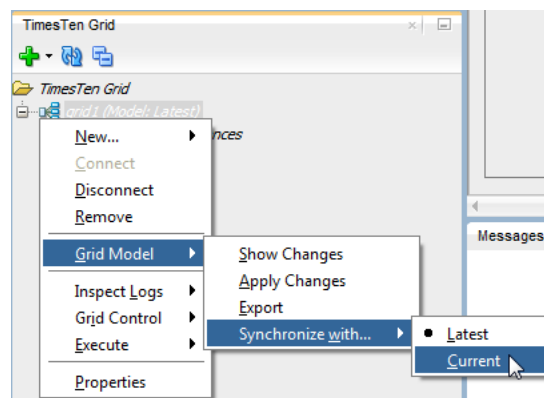 TimesTen Grid
TimesTen Grid
grid1 (Model: Latest)
nces
New...
Connect
Disconnect
Remove
Grid Model
Inspect Logs
Grid Control
Execute
Properties
Show Changes
Apply Changes
Export
Synchronize with...
Latest
Current
Messages